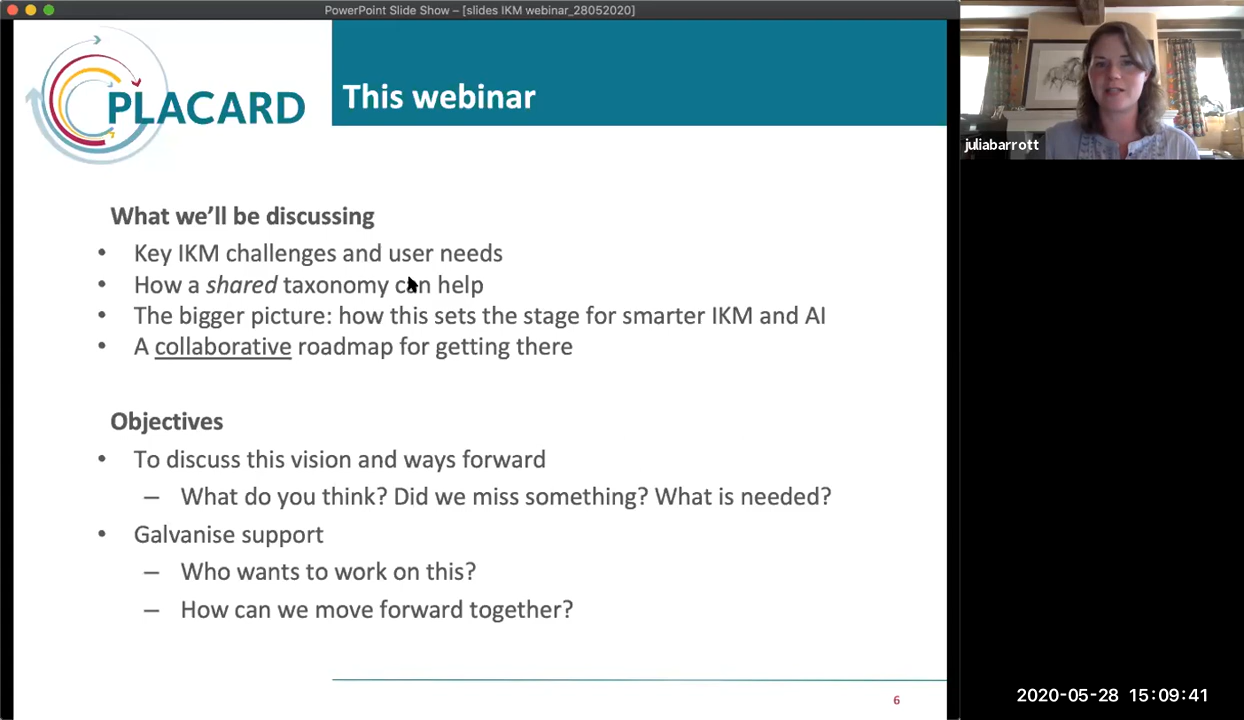 PowerPoint Slide Show – [slides IKM webinar_28052020]
PLACARD
This webinar
juliabarrott
What we'll be discussing
• Key IKM challenges and user needs
• How a shared taxonomy can help
• The bigger picture: how this sets the stage for smarter IKM and AI
• A collaborative roadmap for getting there
Objectives
• To discuss this vision and ways forward
– What do you think? Did we miss something? What is needed?
• Galvanise support
– Who wants to work on this?
– How can we move forward together?
6
2020-05-28 15:09:41